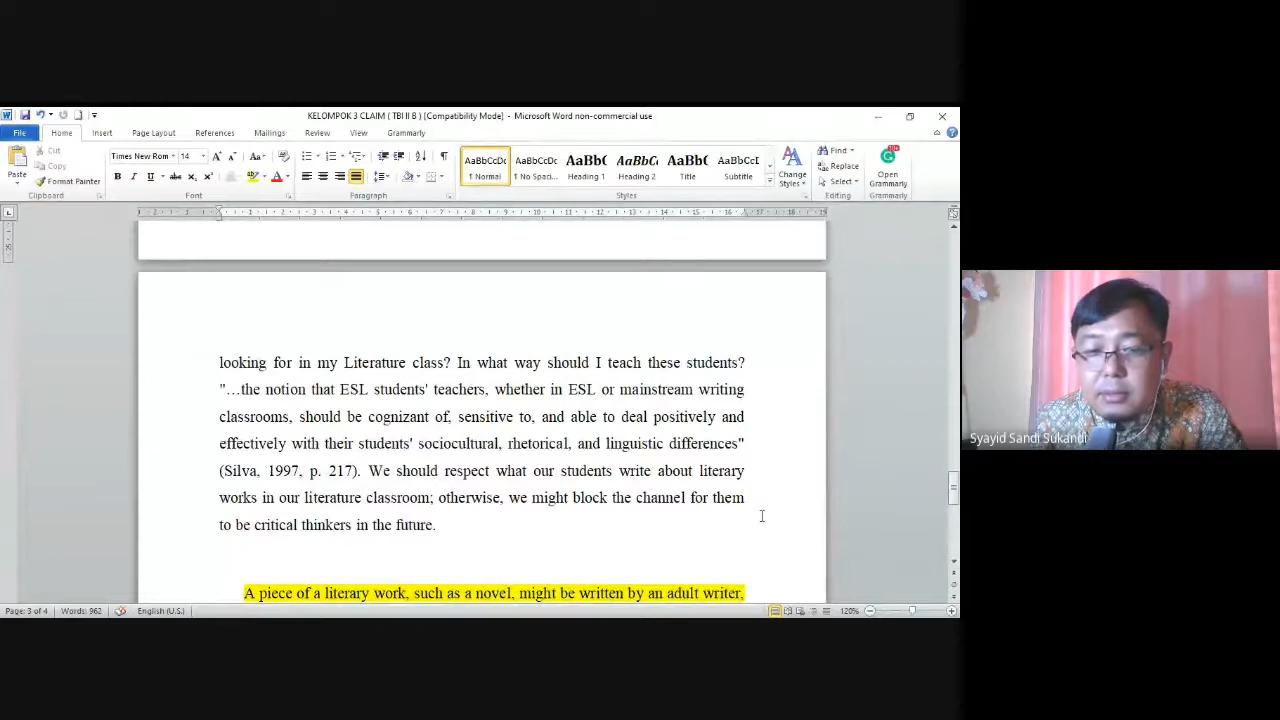 KELOMPOK 3 CLAIM ( TBI II B ) [Compatibility Mode] - Microsoft Word non-commercial use
File Home Insert Page Layout References Mailings Review View Grammarly
Cut
Copy
Format Painter
Paste
Clipboard
Times New Rom 14
Font
Paragraph
AaBbCcDc AaBbCcDc AaBbC AaBbCc AaBbC AaBbCcI
¶ Normal ¶ No Spaci... Heading 1 Heading 2 Title Subtitle
Styles
Change Styles
Find
Replace
Select
Editing
Open Grammarly
Grammarly
looking for in my Literature class? In what way should I teach these students?
"…the notion that ESL students' teachers, whether in ESL or mainstream writing
classrooms, should be cognizant of, sensitive to, and able to deal positively and
effectively with their students' sociocultural, rhetorical, and linguistic differences"
(Silva, 1997, p. 217). We should respect what our students write about literary
works in our literature classroom; otherwise, we might block the channel for them
to be critical thinkers in the future.
A piece of a literary work, such as a novel, might be written by an adult writer,
Page: 3 of 4 Words: 962 English (U.S.) 120%
Syayid Sandi Sukandi